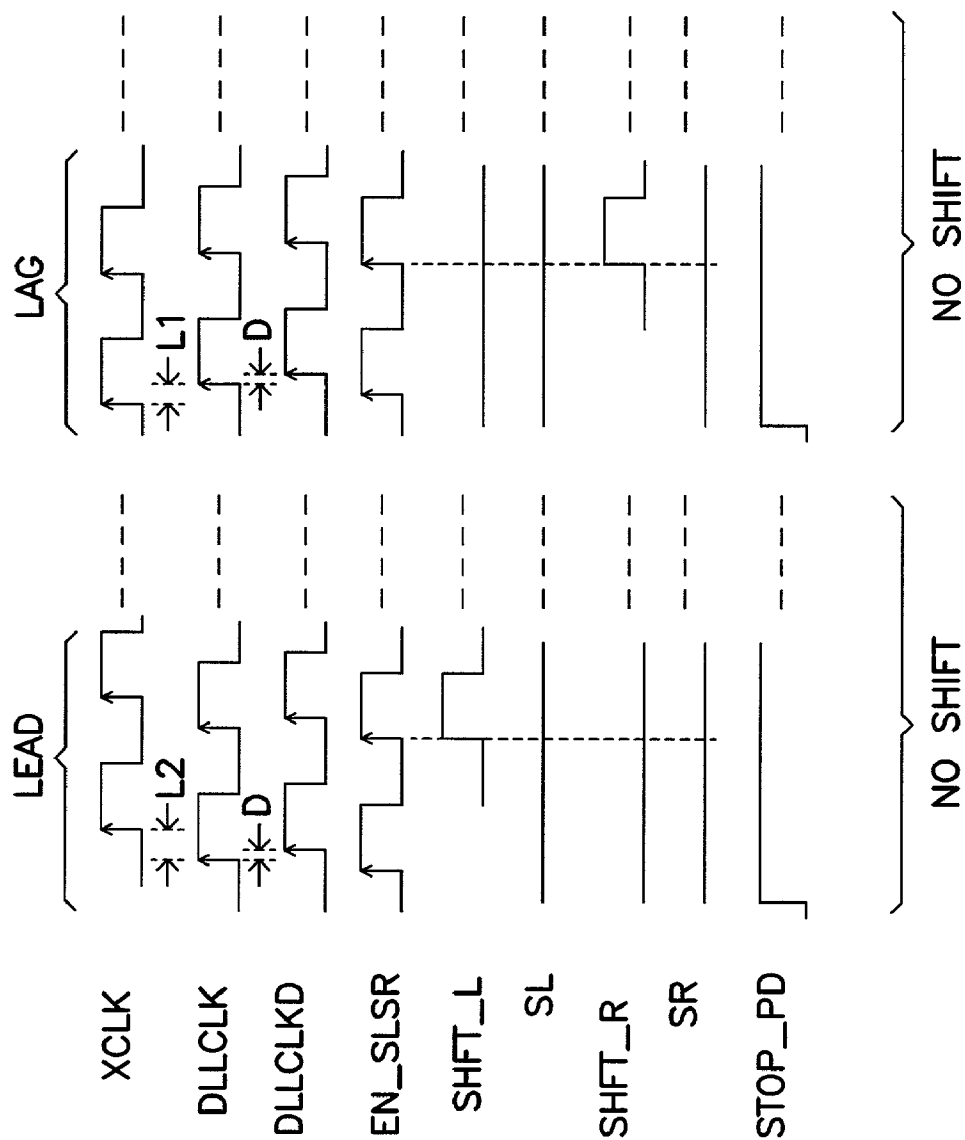 LEAD
LAG
XCLK
L2
L1
DLLCLK
D
D
DLLCLKD
EN_SLSR
SHFT_L
SL
SHFT_R
SR
STOP_PD
NO SHIFT
NO SHIFT